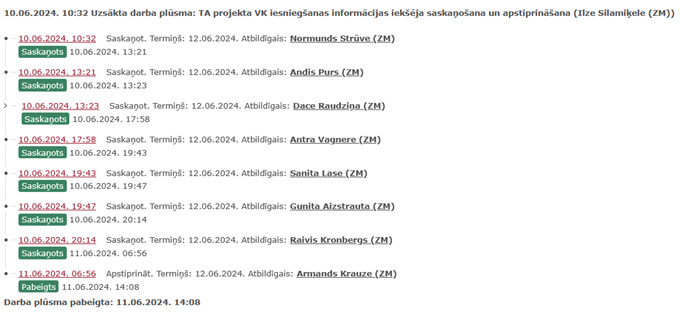 10.06.2024. 10:32 Uzsākta darba plūsma: TA projekta VK iesniegšanas informācijas iekšēja saskaņošana un apstiprināšana (Ilze Silamiķele (ZM))
10.06.2024. 10:32 Saskaņot. Termiņš: 12.06.2024. Atbildīgais: Normunds Strūve (ZM)
Saskaņots 10.06.2024. 13:21
10.06.2024. 13:21 Saskaņot. Termiņš: 12.06.2024. Atbildīgais: Andis Purs (ZM)
Saskaņots 10.06.2024. 13:23
10.06.2024. 13:23 Saskaņot. Termiņš: 12.06.2024. Atbildīgais: Dace Raudziņa (ZM)
Saskaņots 10.06.2024. 17:58
10.06.2024. 17:58 Saskaņot. Termiņš: 12.06.2024. Atbildīgais: Antra Vagnere (ZM)
Saskaņots 10.06.2024. 19:43
10.06.2024. 19:43 Saskaņot. Termiņš: 12.06.2024. Atbildīgais: Sanita Lase (ZM)
Saskaņots 10.06.2024. 19:47
10.06.2024. 19:47 Saskaņot. Termiņš: 12.06.2024. Atbildīgais: Gunita Aizstrauta (ZM)
Saskaņots 10.06.2024. 20:14
10.06.2024. 20:14 Saskaņot. Termiņš: 12.06.2024. Atbildīgais: Raivis Kronbergs (ZM)
Saskaņots 11.06.2024. 06:56
11.06.2024. 06:56 Apstiprināt. Termiņš: 12.06.2024. Atbildīgais: Armands Krauze (ZM)
Pabeigts 11.06.2024. 14:08
Darba plūsma pabeigta: 11.06.2024. 14:08